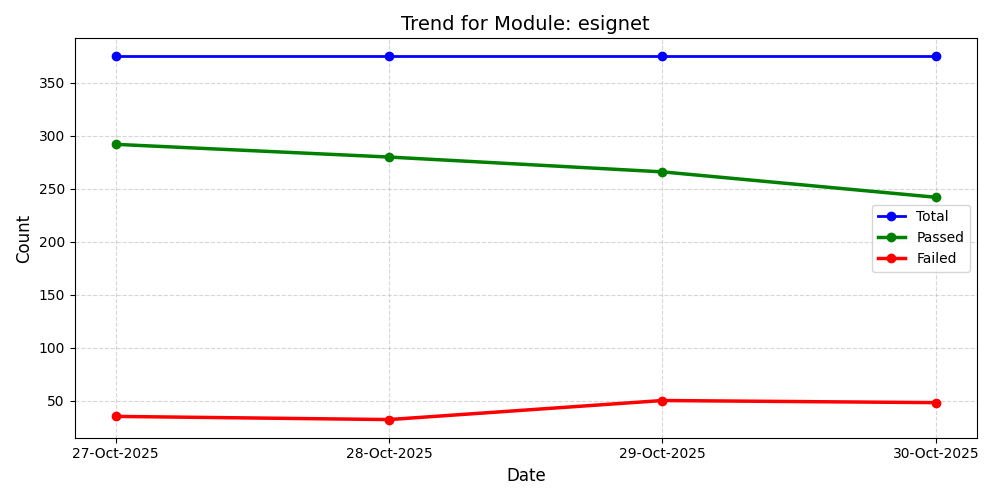 Trend for Module: esignet
Count
350
300
250
200
150
100
50
Total
Passed
Failed
27-Oct-2025 28-Oct-2025 29-Oct-2025 30-Oct-2025
Date